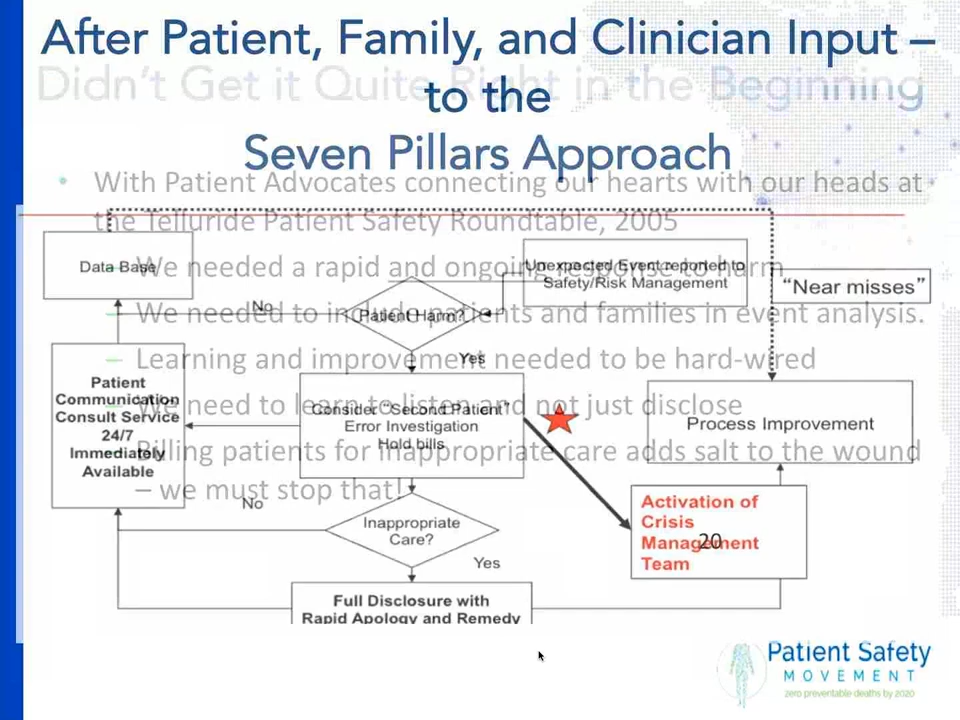 After Patient, Family, and Clinician Input –
to the
Seven Pillars Approach
Didn't Get it Quite Right in the Beginning
• With Patient Advocates connecting our hearts with our heads at
the Telluride Patient Safety Roundtable, 2005
– We needed a rapid and ongoing response to harm
– We needed to include patients and families in event analysis.
– Learning and improvement needed to be hard-wired
– We need to learn to listen and not just disclose
– Billing patients for inappropriate care adds salt to the wound
– we must stop that!
Data Base
Unexpected Event reported to
Safety/Risk Management
"Near misses"
No
Patient Harm?
Yes
Patient
Communication
Consult Service
24/7
Immediately
Available
Consider "Second Patient"
Error Investigation
Hold bills
Process Improvement
Activation of
Crisis
Management
Team
20
No
Inappropriate
Care?
Yes
Full Disclosure with
Rapid Apology and Remedy
Patient Safety
MOVEMENT
zero preventable deaths by 2020